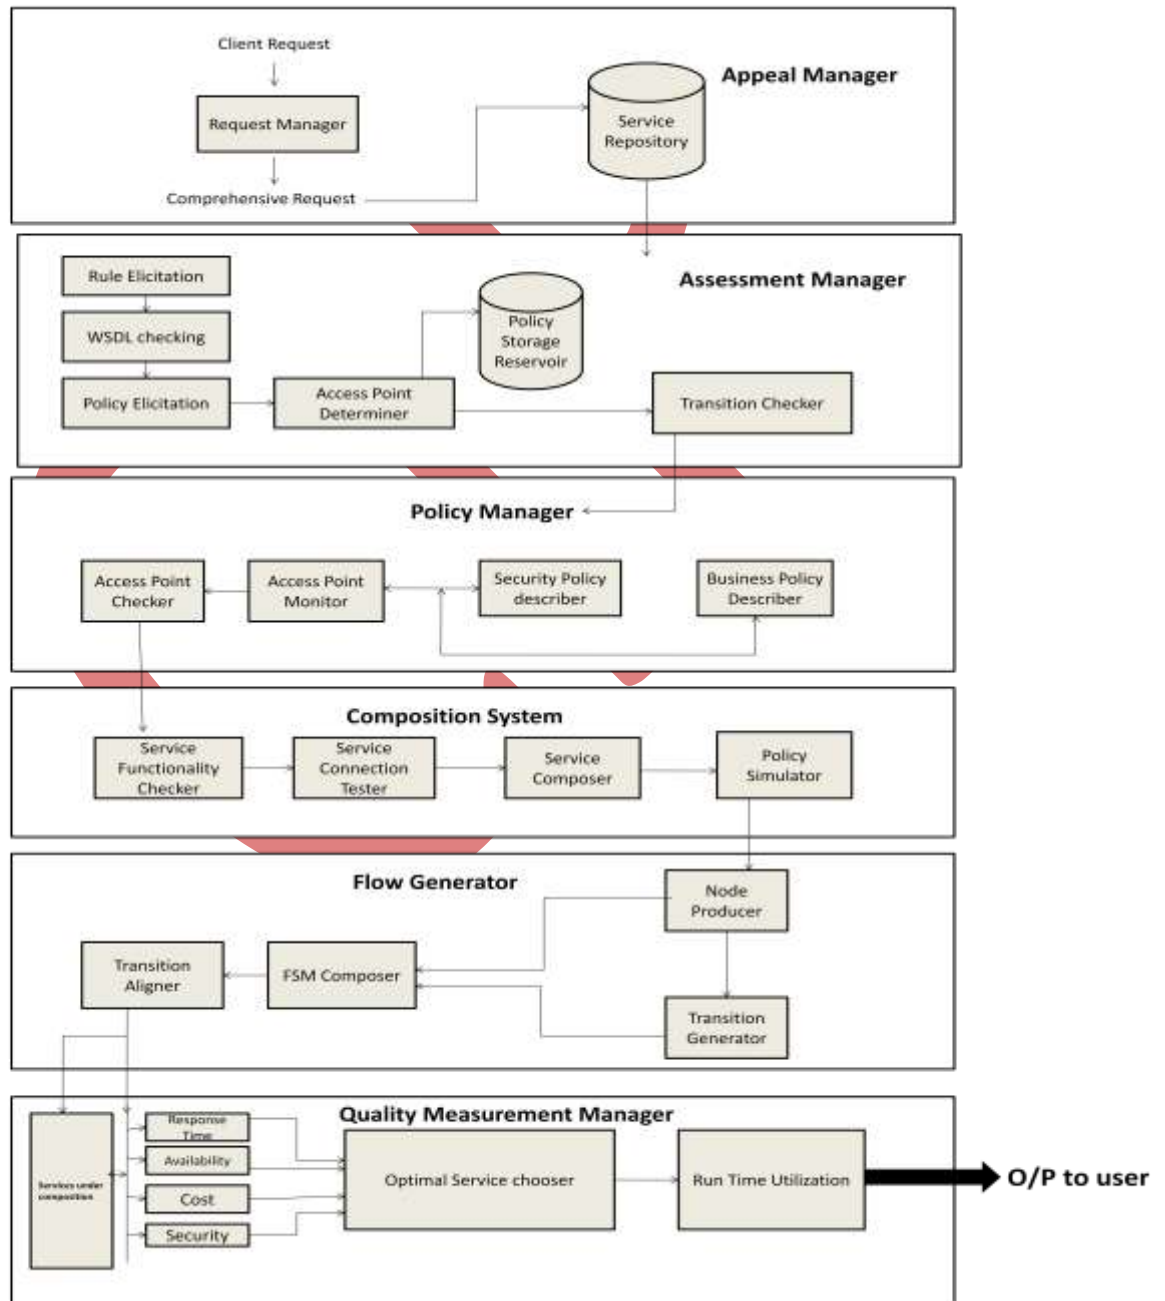 Client Request
Appeal Manager
Request Manager
Service
Repository
Comprehensive Request
Rule Elicitation
Assessment Manager
WSDL checking
Policy
Storage
Reservoir
Policy Elicitation
Access Point
Determiner
Transition Checker
Policy Manager
Access Point
Checker
Access Point
Monitor
Security Policy
describer
Business Policy
Describer
Composition System
Service
Functionality
Checker
Service
Connection
Tester
Service
Composer
Policy
Simulator
Flow Generator
Node
Producer
Transition
Aligner
FSM Composer
Transition
Generator
Quality Measurement Manager
Services under
composition
Response
Time
Availability
Cost
Security
Optimal Service chooser
Run Time Utilization
O/P to user